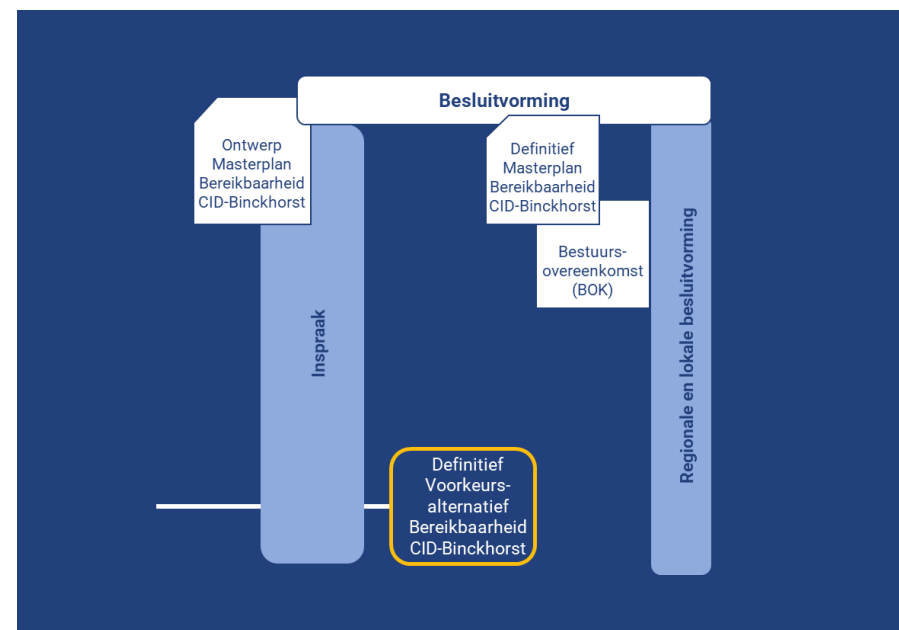 Besluitvorming
Ontwerp
Masterplan
Bereikbaarheid
CID-Binckhorst
Definitief
Masterplan
Bereikbaarheid
CID-Binckhorst
Bestuurs-
overeenkomst
(BOK)
Inspraak
Regionale en lokale besluitvorming
Definitief
Voorkeurs-
alternatief
Bereikbaarheid
CID-Binckhorst